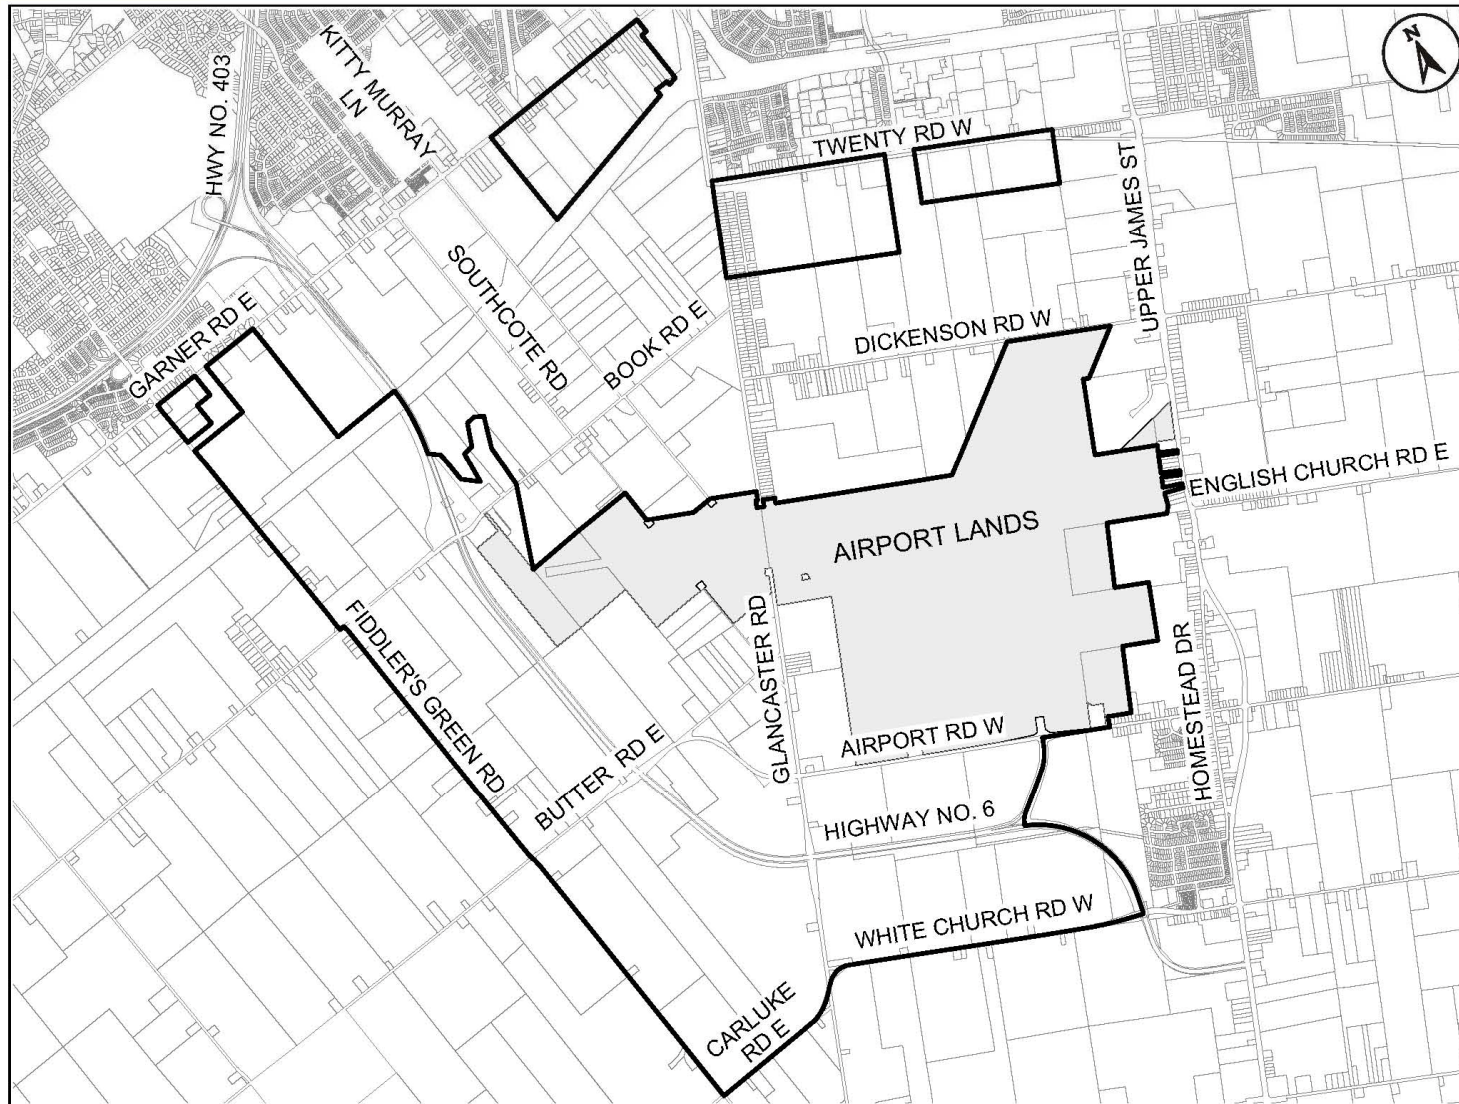 N
HWY NO. 403
KITTY MURRAY
LN
TWENTY RD W
UPPER JAMES ST
SOUTHCOTE RD
BOOK RD E
DICKENSON RD W
GARNER RD E
ENGLISH CHURCH RD E
AIRPORT LANDS
FIDDLER'S GREEN RD
GLANCASTER RD
HOMESTEAD DR
BUTTER RD E
AIRPORT RD W
HIGHWAY NO. 6
WHITE CHURCH RD W
CARLUKE
RD E